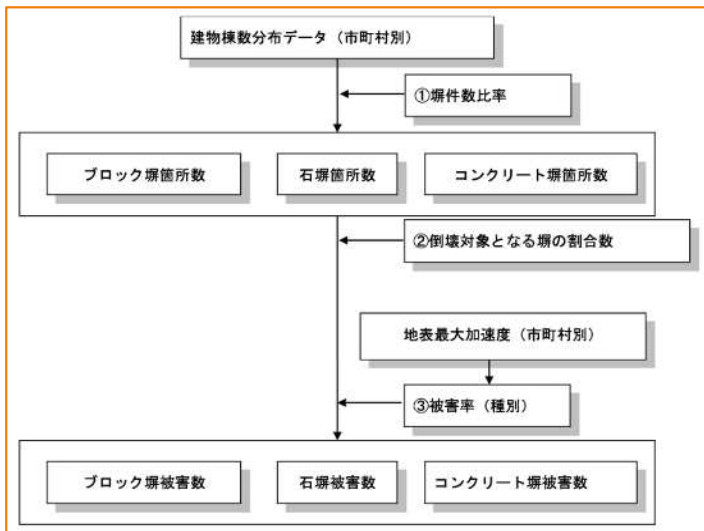 建物棟数分布データ（市町村別）
①塀件数比率
ブロック塀箇所数
石塀箇所数
コンクリート塀箇所数
②倒壊対象となる塀の割合数
地表最大加速度（市町村別）
③被害率（種別）
ブロック塀被害数
石塀被害数
コンクリート塀被害数